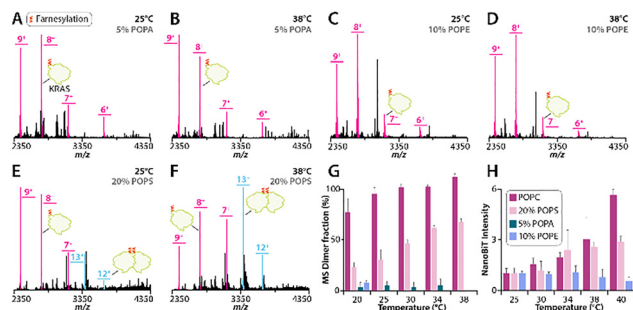 Farnesylation
A 25°C
5% POPA
9⁺ 8⁺ 7⁺ 6⁺
KRAS
2350 3350 4350
m/z
B 38°C
5% POPA
9⁺ 8 7⁺ 6⁺
2350 3350 4350
m/z
C 25°C
10% POPE
9⁺ 8⁺ 7⁻ 6⁺
2350 3350 4350
m/z
D 38°C
10% POPE
9⁺ 8⁺ 7 6⁺
2350 3350 4350
m/z
E 25°C
20% POPS
9⁺ 8 7⁺ 13⁺ 12⁺
2350 3350 4350
m/z
F 38°C
20% POPS
9⁺ 8⁺ 7 13⁻ 12⁺
2350 3350 4350
m/z
G
MS Dimer fraction (%)
100
50
0
20 25 30 34 38
Temperature (°C)
H
NanoBiT Intensity
6
3
0
POPC
20% POPS
5% POPA
10% POPE
25 30 34 38 40
Temperature (°C)